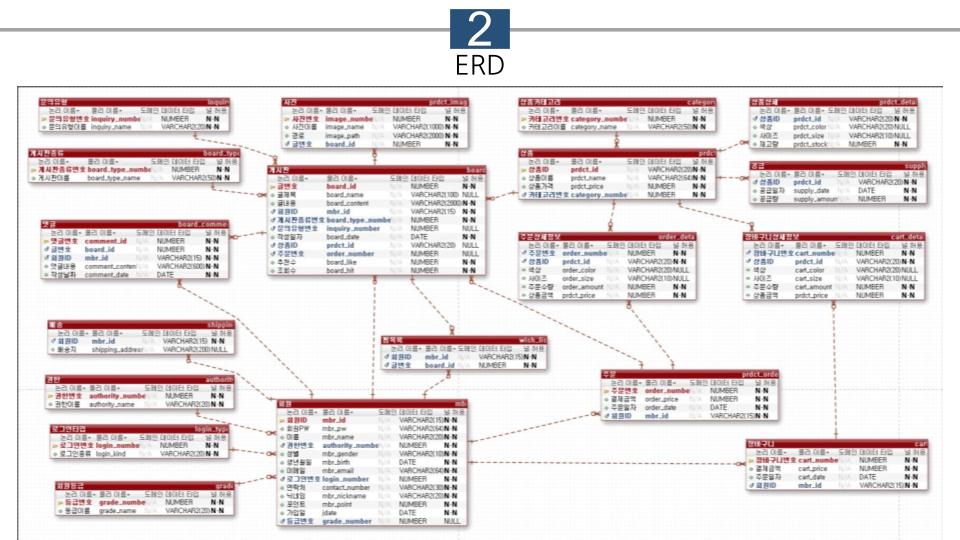 2
ERD
문의유형 inquiry
논리 이름 물리 이름 도메인 데이터 타입 널 허용
문의유형번호 inquiry_numbe N/A NUMBER N-N
문의유형이름 inquiry_name N/A VARCHAR2(20) N-N
사진 prdct_imag
논리 이름 물리 이름 도메인 데이터 타입 널 허용
사진번호 image_numbe N/A NUMBER N-N
사진이름 image_name N/A VARCHAR2(1000) N-N
경로 image_path N/A VARCHAR2(2000) N-N
글번호 board_id N/A NUMBER N-N
상품카테고리 categor
논리 이름 물리 이름 도메인 데이터 타입 널 허용
카테고리번호 category_numbe N/A NUMBER N-N
카테고리이름 category_name N/A VARCHAR2(50) N-N
상품상세 prdct_deta
논리 이름 물리 이름 도메인 데이터 타입 널 허용
상품ID prdct_id N/A VARCHAR2(20) N-N
색상 prdct_color N/A VARCHAR2(20) NULL
사이즈 prdct_size N/A VARCHAR2(10) NULL
재고량 prdct_stock N/A NUMBER N-N
게시판종류 board_type
논리 이름 물리 이름 도메인 데이터 타입 널 허용
게시판종류번호 board_type_numbe N/A NUMBER N-N
게시판이름 board_type_name N/A VARCHAR2(50) N-N
게시판 board
논리 이름 물리 이름 도메인 데이터 타입 널 허용
글번호 board_id N/A NUMBER N-N
글제목 board_name N/A VARCHAR2(100) NULL
글내용 board_content N/A VARCHAR2(2000) N-N
회원ID mbr_id N/A VARCHAR2(15) N-N
게시판종류번호 board_type_numbe NUMBER N-N
문의유형번호 inquiry_number N/A NUMBER NULL
작성일자 board_date N/A DATE N-N
상품ID prdct_id N/A VARCHAR2(20) NULL
주문번호 order_number N/A NUMBER NULL
추천수 board_like N/A NUMBER N-N
조회수 board_hit N/A NUMBER N-N
상품 prdct
논리 이름 물리 이름 도메인 데이터 타입 널 허용
상품ID prdct_id N/A VARCHAR2(20) N-N
상품이름 prdct_name N/A VARCHAR2(64) N-N
상품가격 prdct_price N/A NUMBER N-N
카테고리번호 category_numbe N/A NUMBER N-N
공급 suppl
논리 이름 물리 이름 도메인 데이터 타입 널 허용
상품ID prdct_id N/A VARCHAR2(20) N-N
공급일자 supply_date N/A DATE N-N
공급량 supply_amoun N/A NUMBER N-N
댓글 board_comme
논리 이름 물리 이름 도메인 데이터 타입 널 허용
댓글번호 comment_id N/A NUMBER N-N
글번호 board_id N/A NUMBER N-N
회원ID mbr_id N/A VARCHAR2(15) N-N
댓글내용 comment_conten N/A VARCHAR2(500) N-N
작성날짜 comment_date N/A DATE N-N
주문상세정보 order_deta
논리 이름 물리 이름 도메인 데이터 타입 널 허용
주문번호 order_numbe N/A NUMBER N-N
상품ID prdct_id N/A VARCHAR2(20) N-N
색상 order_color N/A VARCHAR2(20) NULL
사이즈 order_size N/A VARCHAR2(10) NULL
주문수량 order_amount N/A NUMBER N-N
상품금액 prdct_price N/A NUMBER N-N
장바구니상세정보 cart_deta
논리 이름 물리 이름 도메인 데이터 타입 널 허용
장바구니번호 cart_numbe N/A NUMBER N-N
상품ID prdct_id N/A VARCHAR2(20) N-N
색상 cart_color N/A VARCHAR2(20) NULL
사이즈 cart_size N/A VARCHAR2(10) NULL
주문수량 cart_amount N/A NUMBER N-N
상품금액 prdct_price N/A NUMBER N-N
배송 shippin
논리 이름 물리 이름 도메인 데이터 타입 널 허용
회원ID mbr_id N/A VARCHAR2(15) N-N
배송지 shipping_addres N/A VARCHAR2(200) NULL
찜목록 wish_lis
논리 이름 물리 이름 도메인 데이터 타입 널 허용
회원ID mbr_id N/A VARCHAR2(15) N-N
글번호 board_id N/A NUMBER N-N
권한 authorit
논리 이름 물리 이름 도메인 데이터 타입 널 허용
권한번호 authority_numbe N/A NUMBER N-N
권한이름 authority_name N/A VARCHAR2(20) N-N
주문 prdct_orde
논리 이름 물리 이름 도메인 데이터 타입 널 허용
주문번호 order_numbe N/A NUMBER N-N
결제금액 order_price N/A NUMBER N-N
주문일자 order_date N/A DATE N-N
회원ID mbr_id N/A VARCHAR2(15) N-N
로그인타입 login_type
논리 이름 물리 이름 도메인 데이터 타입 널 허용
로그인번호 login_numbe N/A NUMBER N-N
로그인종류 login_kind N/A VARCHAR2(20) N-N
회원 mbr
논리 이름 물리 이름 도메인 데이터 타입 널 허용
회원ID mbr_id N/A VARCHAR2(15) N-N
회원PW mbr_pw N/A VARCHAR2(64) N-N
이름 mbr_name N/A VARCHAR2(20) N-N
권한번호 authority_number NUMBER N-N
성별 mbr_gender N/A VARCHAR2(10) N-N
생년월일 mbr_birth N/A DATE N-N
이메일 mbr_email N/A VARCHAR2(64) N-N
로그인번호 login_number N/A NUMBER N-N
연락처 contact_number N/A VARCHAR2(30) N-N
닉네임 mbr_nickname N/A VARCHAR2(20) N-N
포인트 mbr_point N/A NUMBER N-N
가입일 jdate N/A DATE N-N
등급번호 grade_number N/A NUMBER NULL
장바구니 cart
논리 이름 물리 이름 도메인 데이터 타입 널 허용
장바구니번호 cart_numbe N/A NUMBER N-N
결제금액 cart_price N/A NUMBER N-N
주문일자 cart_date N/A DATE N-N
회원ID mbr_id N/A VARCHAR2(15) N-N
회원등급 grade
논리 이름 물리 이름 도메인 데이터 타입 널 허용
등급번호 grade_numbe N/A NUMBER N-N
등급이름 grade_name N/A VARCHAR2(20) N-N